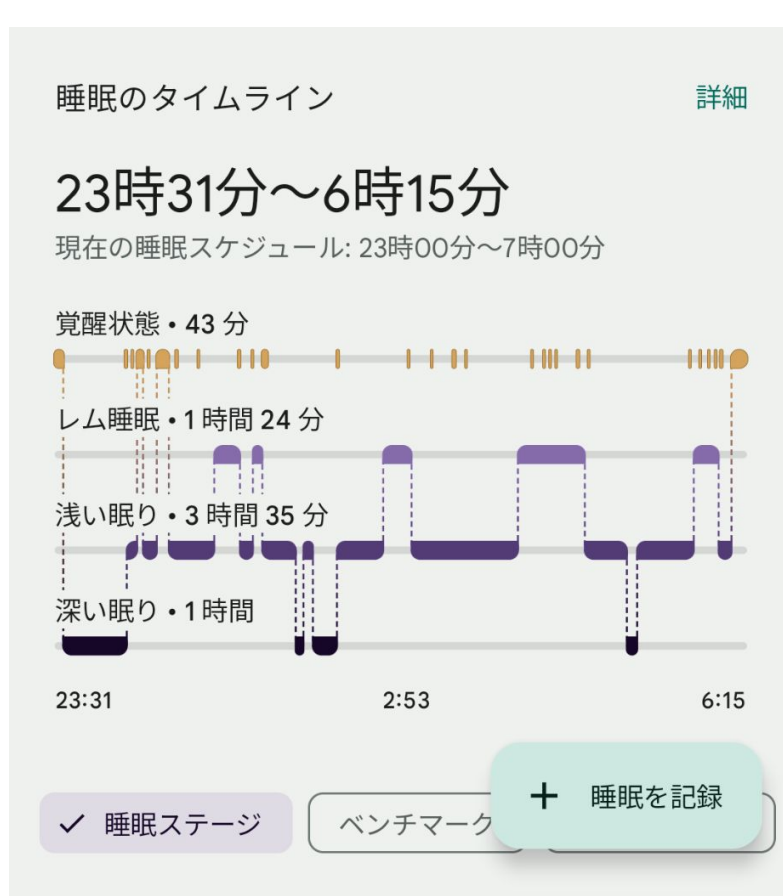 睡眠のタイムライン 詳細
23時31分～6時15分
現在の睡眠スケジュール: 23時00分～7時00分
覚醒状態 • 43 分
レム睡眠 • 1 時間 24 分
浅い眠り • 3 時間 35 分
深い眠り • 1 時間
23:31 2:53 6:15
✓ 睡眠ステージ ベンチマーク + 睡眠を記録